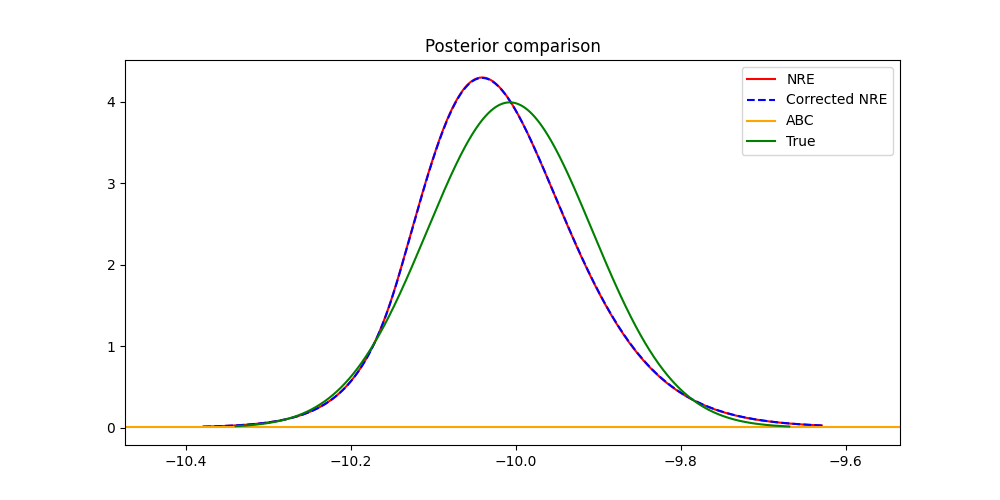 Posterior comparison
NRE
Corrected NRE
ABC
True
4
3
2
1
0
−10.4
−10.2
−10.0
−9.8
−9.6